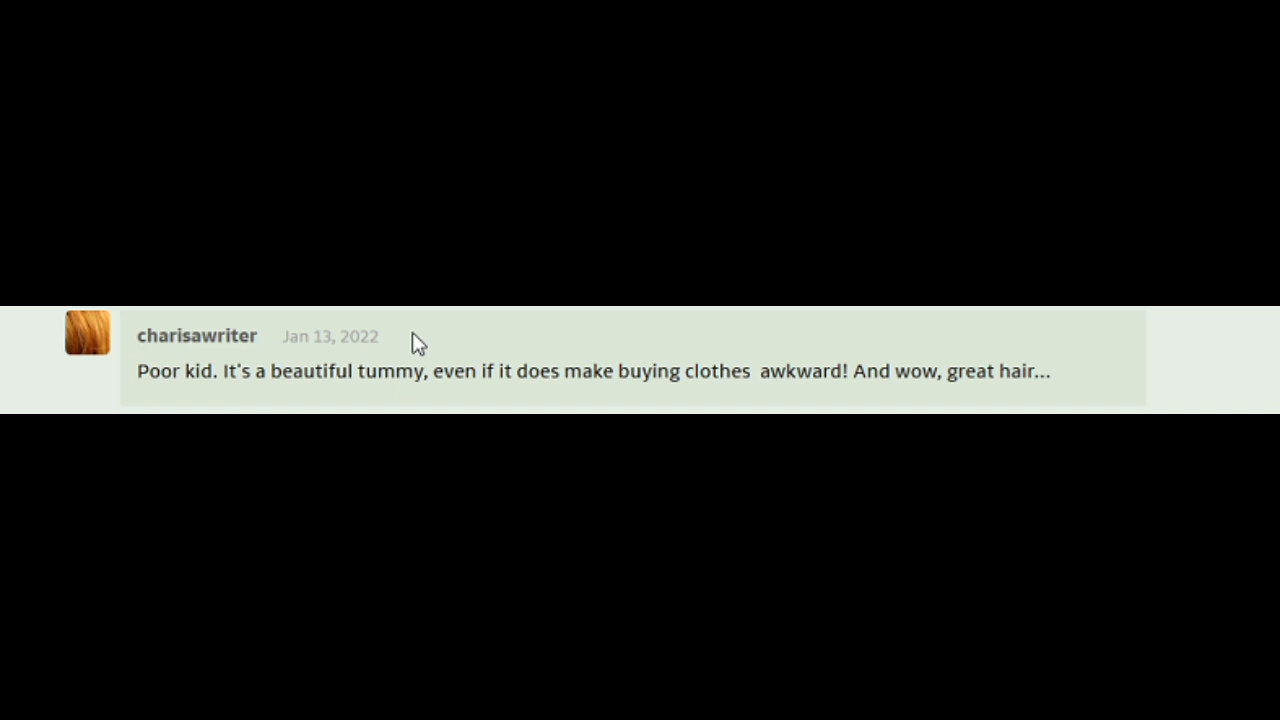 charisawriter Jan 13, 2022
Poor kid. It's a beautiful tummy, even if it does make buying clothes  awkward! And wow, great hair...